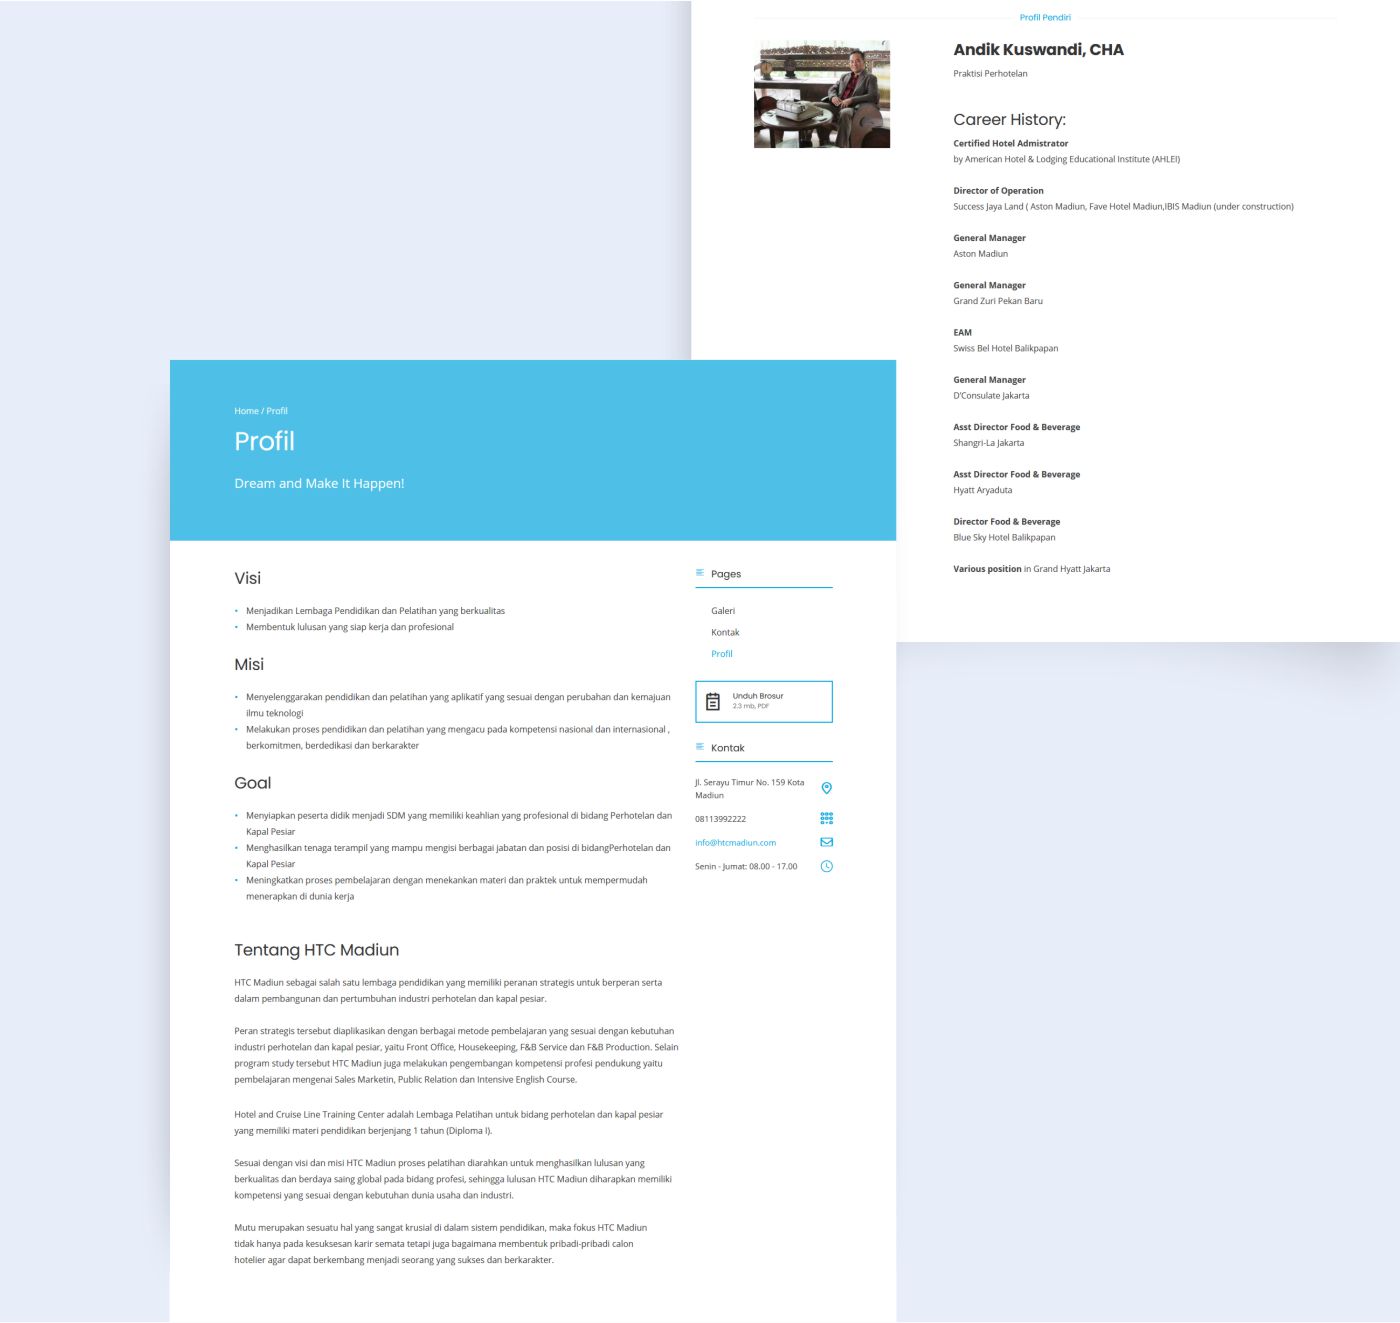 Profil Pendiri
Andik Kuswandi, CHA
Praktisi Perhotelan
Career History:
Certified Hotel Admistrator
by American Hotel & Lodging Educational Institute (AHLEI)
Director of Operation
Success Jaya Land ( Aston Madiun, Fave Hotel Madiun,IBIS Madiun (under construction)
General Manager
Aston Madiun
General Manager
Grand Zuri Pekan Baru
EAM
Swiss Bel Hotel Balikpapan
General Manager
D'Consulate Jakarta
Asst Director Food & Beverage
Shangri-La Jakarta
Asst Director Food & Beverage
Hyatt Aryaduta
Director Food & Beverage
Blue Sky Hotel Balikpapan
Various position in Grand Hyatt Jakarta
Home / Profil
Profil
Dream and Make It Happen!
Visi
• Menjadikan Lembaga Pendidikan dan Pelatihan yang berkualitas
• Membentuk lulusan yang siap kerja dan profesional
Misi
• Menyelenggarakan pendidikan dan pelatihan yang aplikatif yang sesuai dengan perubahan dan kemajuan
ilmu teknologi
• Melakukan proses pendidikan dan pelatihan yang mengacu pada kompetensi nasional dan internasional ,
berkomitmen, berdedikasi dan berkarakter
Goal
• Menyiapkan peserta didik menjadi SDM yang memiliki keahlian yang profesional di bidang Perhotelan dan
Kapal Pesiar
• Menghasilkan tenaga terampil yang mampu mengisi berbagai jabatan dan posisi di bidangPerhotelan dan
Kapal Pesiar
• Meningkatkan proses pembelajaran dengan menekankan materi dan praktek untuk mempermudah
menerapkan di dunia kerja
Tentang HTC Madiun
HTC Madiun sebagai salah satu lembaga pendidikan yang memiliki peranan strategis untuk berperan serta
dalam pembangunan dan pertumbuhan industri perhotelan dan kapal pesiar.
Peran strategis tersebut diaplikasikan dengan berbagai metode pembelajaran yang sesuai dengan kebutuhan
industri perhotelan dan kapal pesiar, yaitu Front Office, Housekeeping, F&B Service dan F&B Production. Selain
program study tersebut HTC Madiun juga melakukan pengembangan kompetensi profesi pendukung yaitu
pembelajaran mengenai Sales Marketin, Public Relation dan Intensive English Course.
Hotel and Cruise Line Training Center adalah Lembaga Pelatihan untuk bidang perhotelan dan kapal pesiar
yang memiliki materi pendidikan berjenjang 1 tahun (Diploma I).
Sesuai dengan visi dan misi HTC Madiun proses pelatihan diarahkan untuk menghasilkan lulusan yang
berkualitas dan berdaya saing global pada bidang profesi, sehingga lulusan HTC Madiun diharapkan memiliki
kompetensi yang sesuai dengan kebutuhan dunia usaha dan industri.
Mutu merupakan sesuatu hal yang sangat krusial di dalam sistem pendidikan, maka fokus HTC Madiun
tidak hanya pada kesuksesan karir semata tetapi juga bagaimana membentuk pribadi-pribadi calon
hotelier agar dapat berkembang menjadi seorang yang sukses dan berkarakter.
Pages
Galeri
Kontak
Profil
Unduh Brosur
2.3 mb, PDF
Kontak
Jl. Serayu Timur No. 159 Kota
Madiun
08113992222
info@htcmadiun.com
Senin - Jumat: 08.00 - 17.00